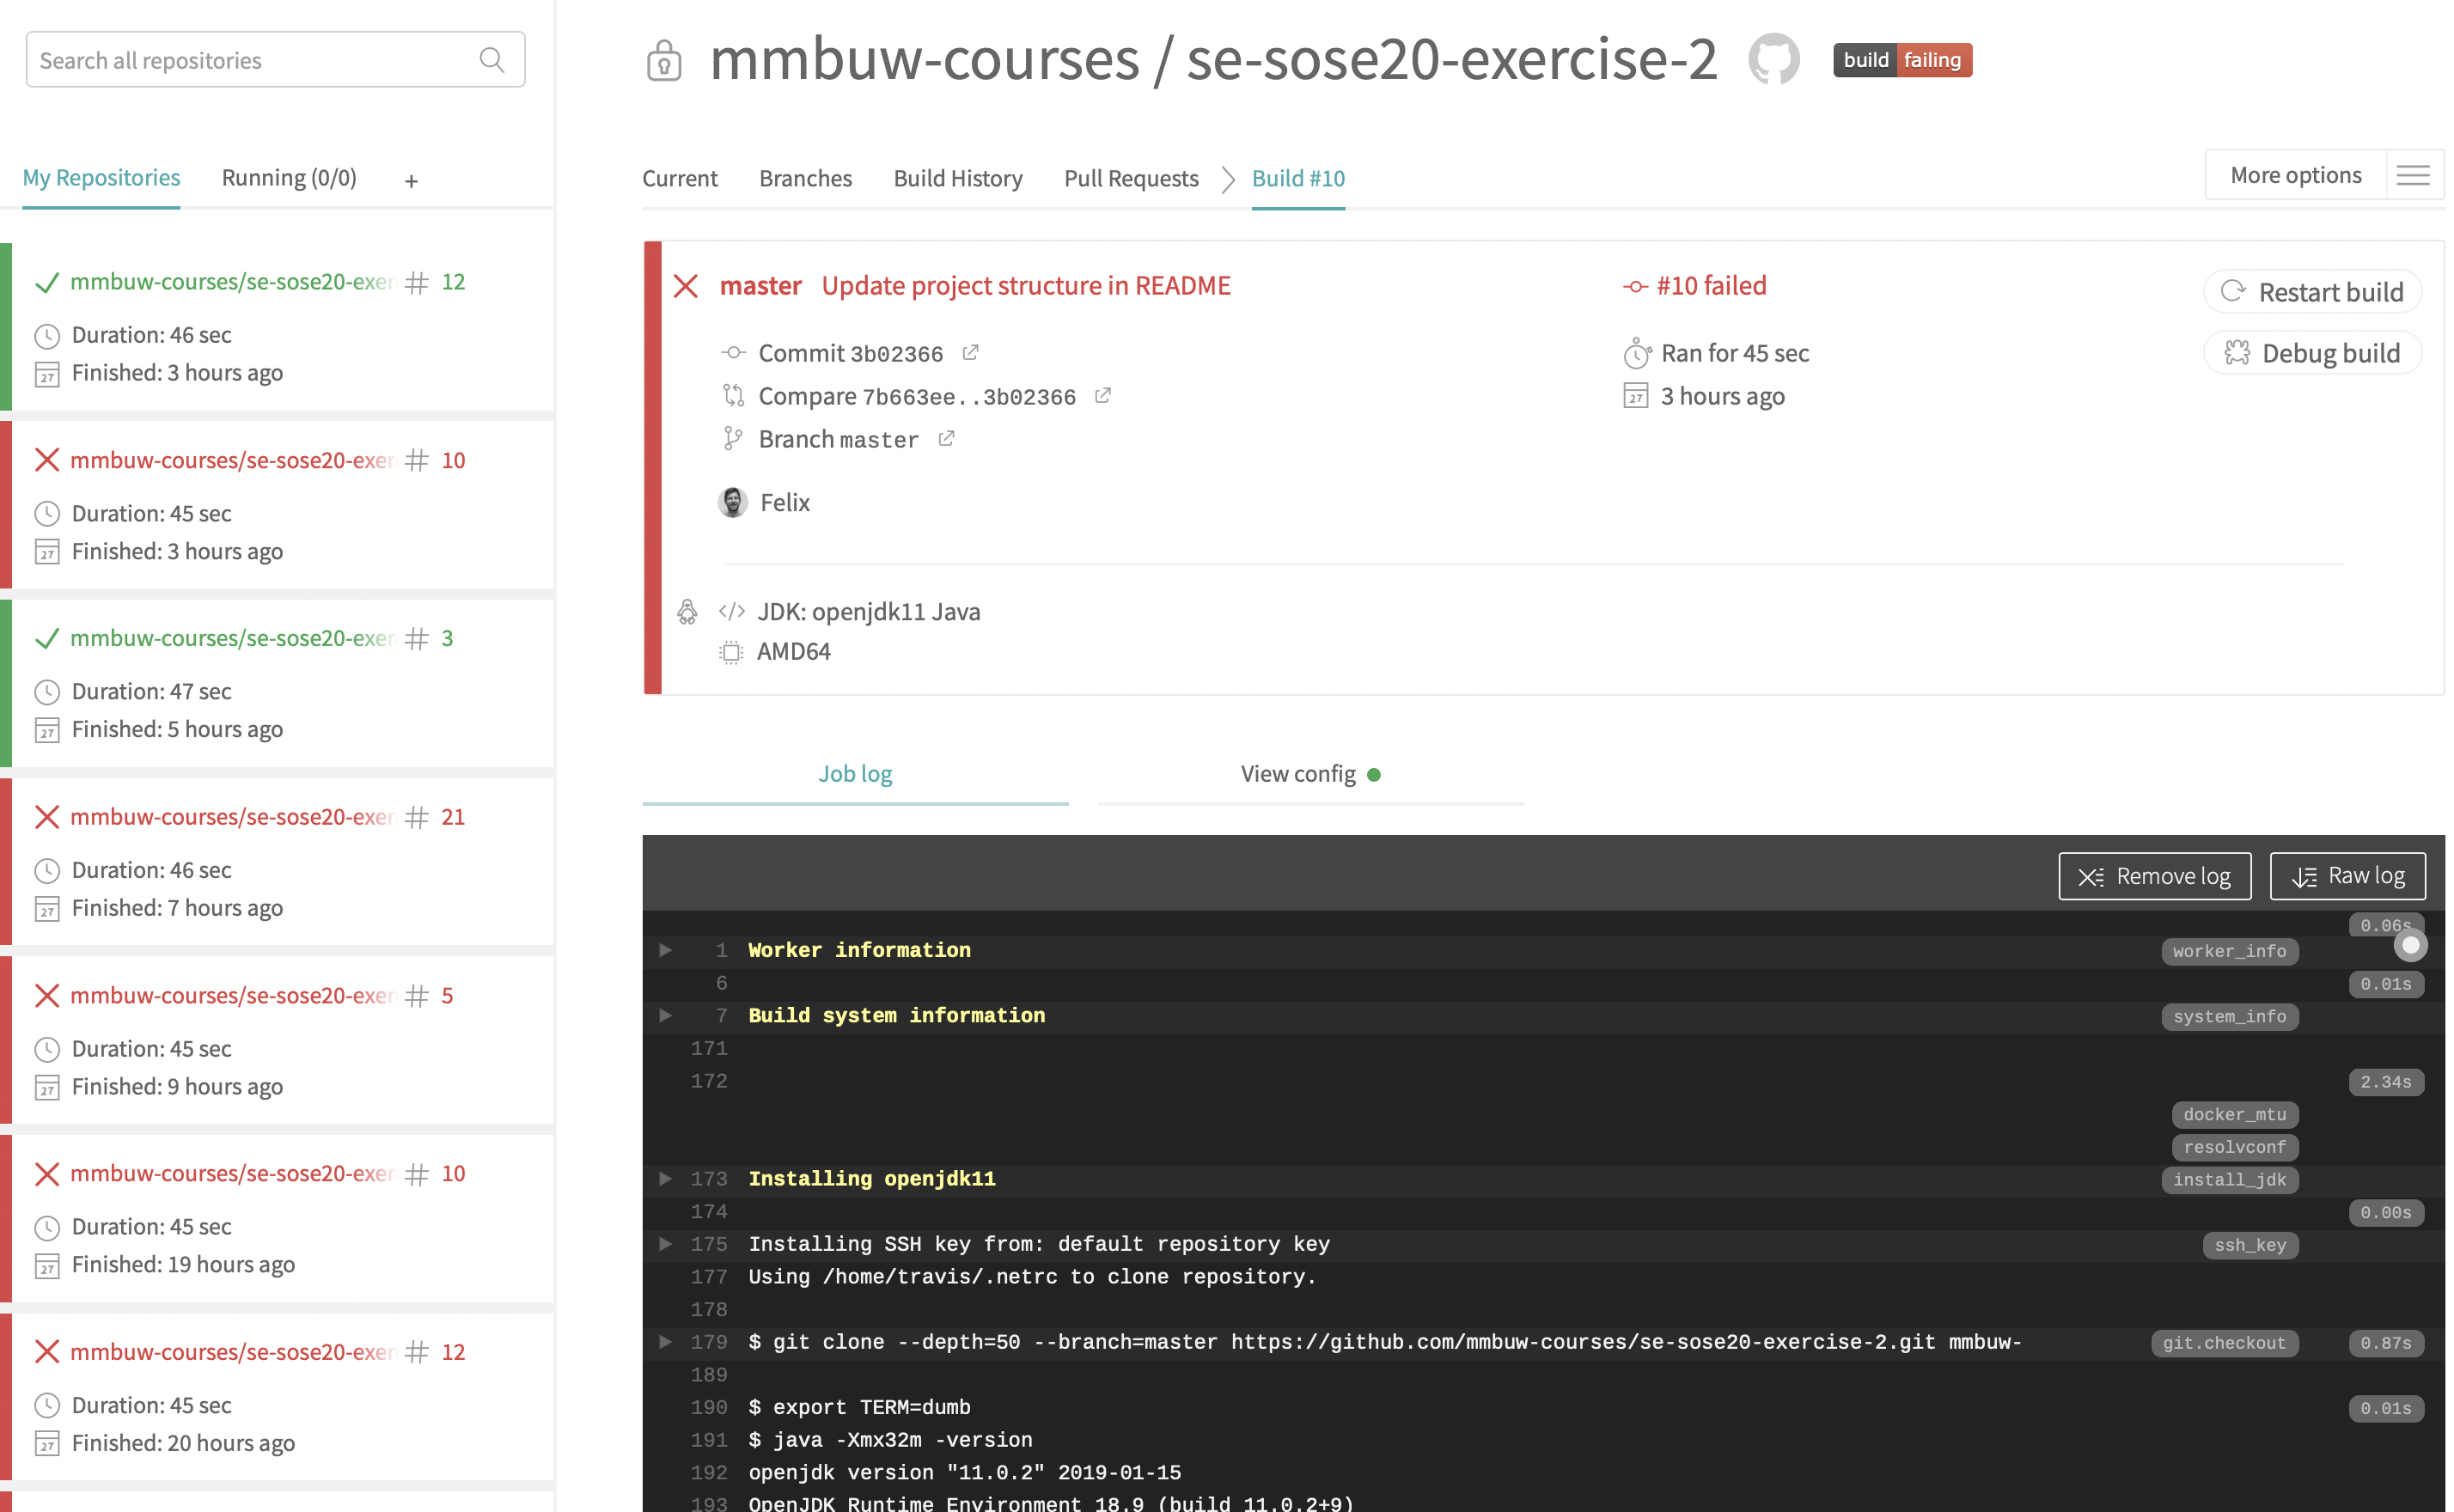 Search all repositories
My Repositories
Running (0/0)
+
mmbuw-courses/se-sose20-exer # 12
Duration: 46 sec
Finished: 3 hours ago
mmbuw-courses/se-sose20-exer # 10
Duration: 45 sec
Finished: 3 hours ago
mmbuw-courses/se-sose20-exer # 3
Duration: 47 sec
Finished: 5 hours ago
mmbuw-courses/se-sose20-exer # 21
Duration: 46 sec
Finished: 7 hours ago
mmbuw-courses/se-sose20-exer # 5
Duration: 45 sec
Finished: 9 hours ago
mmbuw-courses/se-sose20-exer # 10
Duration: 45 sec
Finished: 19 hours ago
mmbuw-courses/se-sose20-exer # 12
Duration: 45 sec
Finished: 20 hours ago
mmbuw-courses / se-sose20-exercise-2
build failing
Current
Branches
Build History
Pull Requests
Build #10
More options
master Update project structure in README
Commit 3b02366
Compare 7b663ee..3b02366
Branch master
Felix
#10 failed
Ran for 45 sec
3 hours ago
Restart build
Debug build
JDK: openjdk11 Java
AMD64
Job log
View config
Remove log
Raw log
0.06s
1 Worker information worker_info
6 0.01s
7 Build system information system_info
171
172 2.34s
docker_mtu
resolvconf
173 Installing openjdk11 install_jdk
174 0.00s
175 Installing SSH key from: default repository key ssh_key
177 Using /home/travis/.netrc to clone repository.
178
179 $ git clone --depth=50 --branch=master https://github.com/mmbuw-courses/se-sose20-exercise-2.git mmbuw- git.checkout 0.87s
189
190 $ export TERM=dumb 0.01s
191 $ java -Xmx32m -version
192 openjdk version "11.0.2" 2019-01-15
193 OpenJDK Runtime Environment 18.9 (build 11.0.2+9)